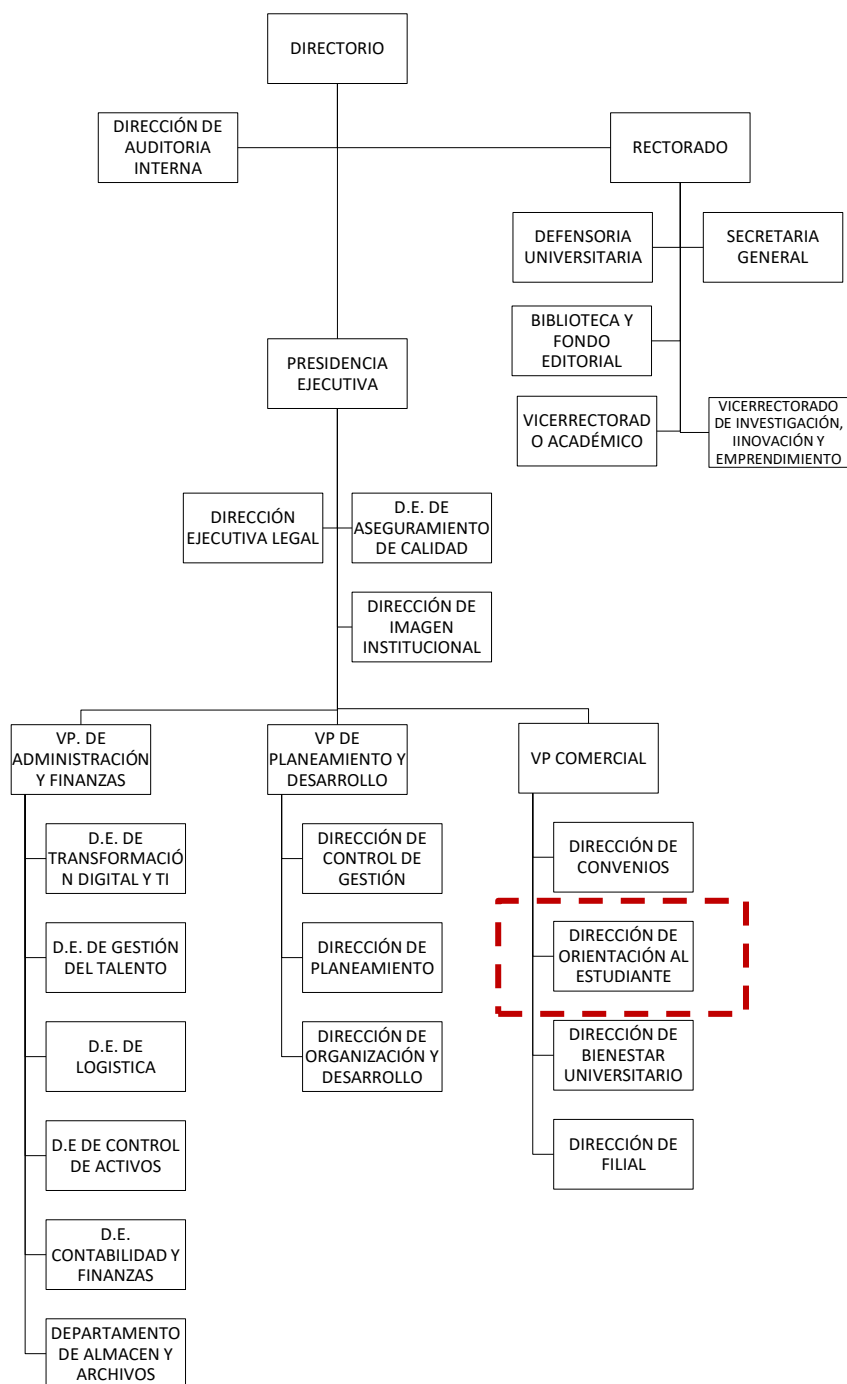 DIRECTORIO
DIRECCIÓN DE
AUDITORIA
INTERNA
RECTORADO
DEFENSORIA
UNIVERSITARIA
SECRETARIA
GENERAL
BIBLIOTECA Y
FONDO
EDITORIAL
PRESIDENCIA
EJECUTIVA
VICERRECTORAD
O ACADÉMICO
VICERRECTORADO
DE INVESTIGACIÓN,
IINOVACIÓN Y
EMPRENDIMIENTO
DIRECCIÓN
EJECUTIVA LEGAL
D.E. DE
ASEGURAMIENTO
DE CALIDAD
DIRECCIÓN DE
IMAGEN
INSTITUCIONAL
VP. DE
ADMINISTRACIÓN
Y FINANZAS
VP DE
PLANEAMIENTO Y
DESARROLLO
VP COMERCIAL
D.E. DE
TRANSFORMACIÓ
N DIGITAL Y TI
D.E. DE GESTIÓN
DEL TALENTO
D.E. DE
LOGISTICA
D.E DE CONTROL
DE ACTIVOS
D.E.
CONTABILIDAD Y
FINANZAS
DEPARTAMENTO
DE ALMACEN Y
ARCHIVOS
DIRECCIÓN DE
CONTROL DE
GESTIÓN
DIRECCIÓN DE
PLANEAMIENTO
DIRECCIÓN DE
ORGANIZACIÓN Y
DESARROLLO
DIRECCIÓN DE
CONVENIOS
DIRECCIÓN DE
ORIENTACIÓN AL
ESTUDIANTE
DIRECCIÓN DE
BIENESTAR
UNIVERSITARIO
DIRECCIÓN DE
FILIAL